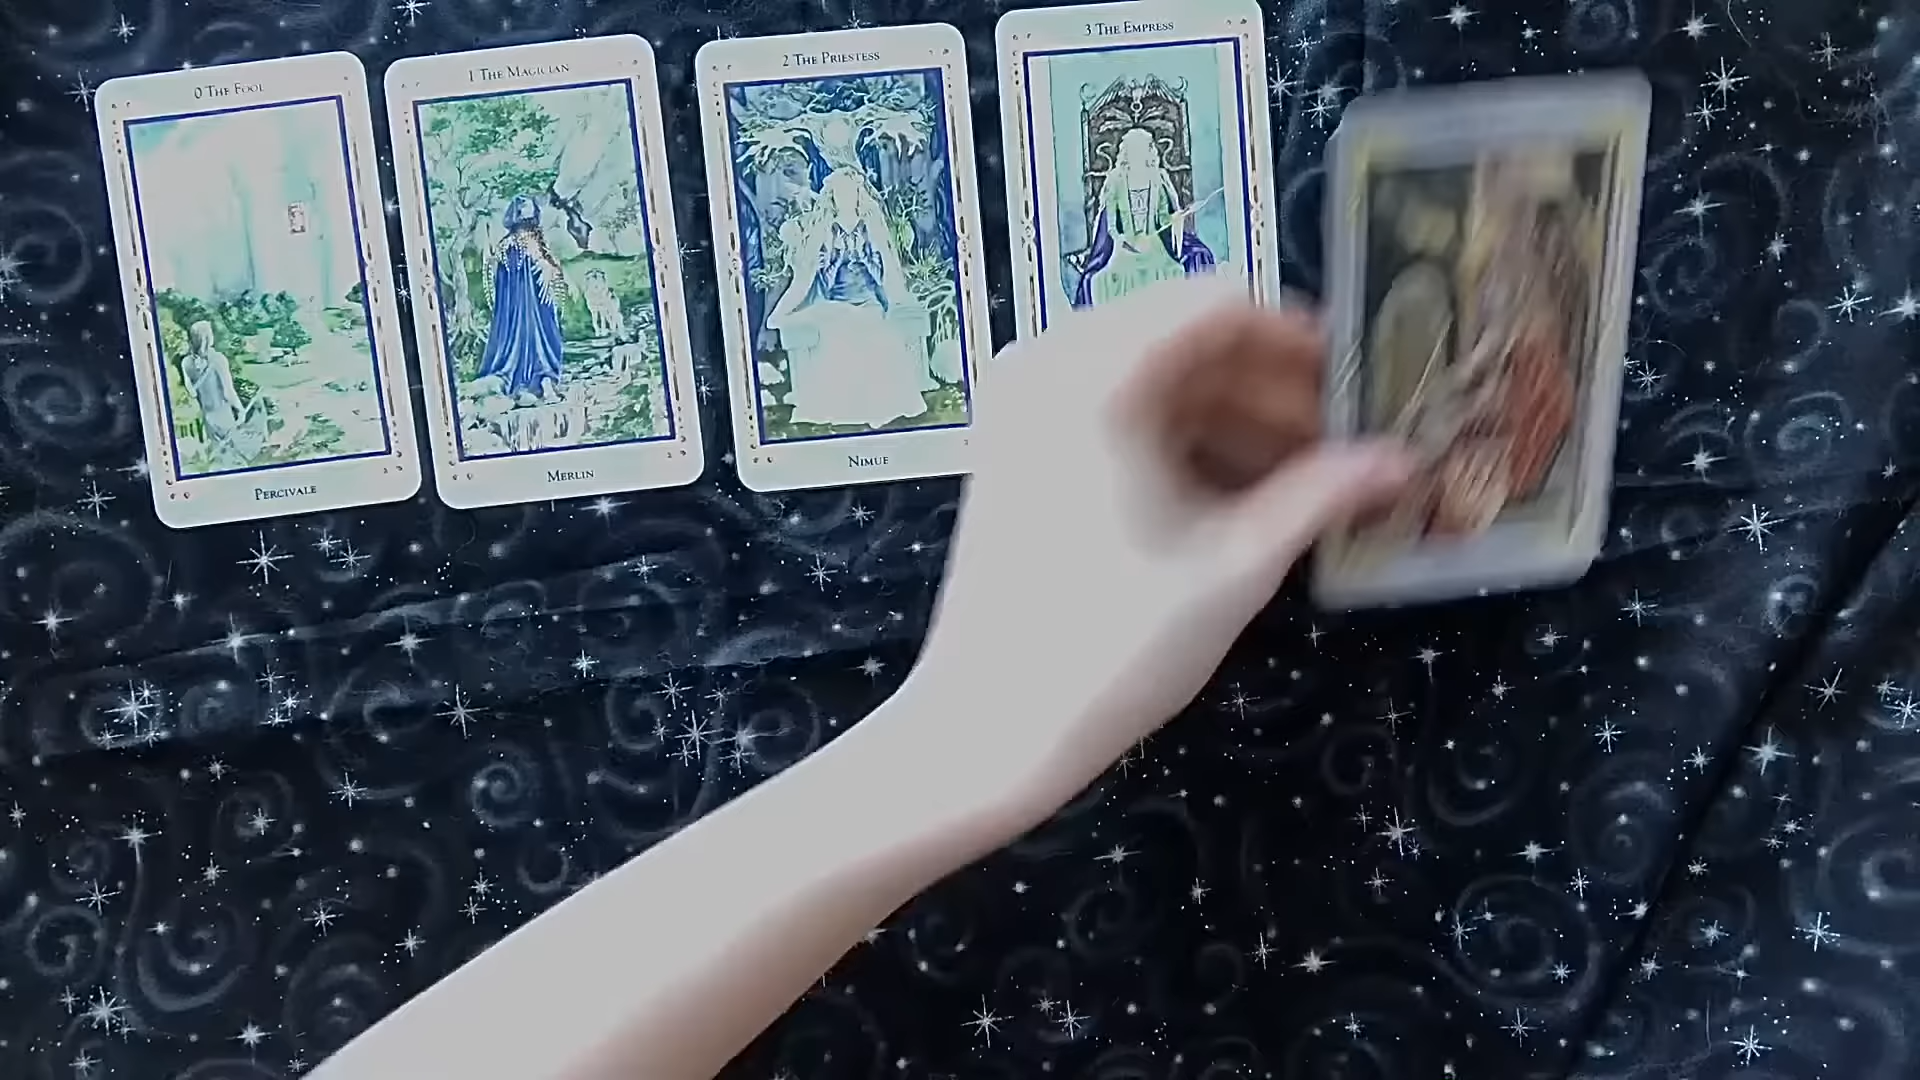 0 The Fool
Percivale
1 The Magician
Merlin
2 The Priestess
Nimue
3 The Empress